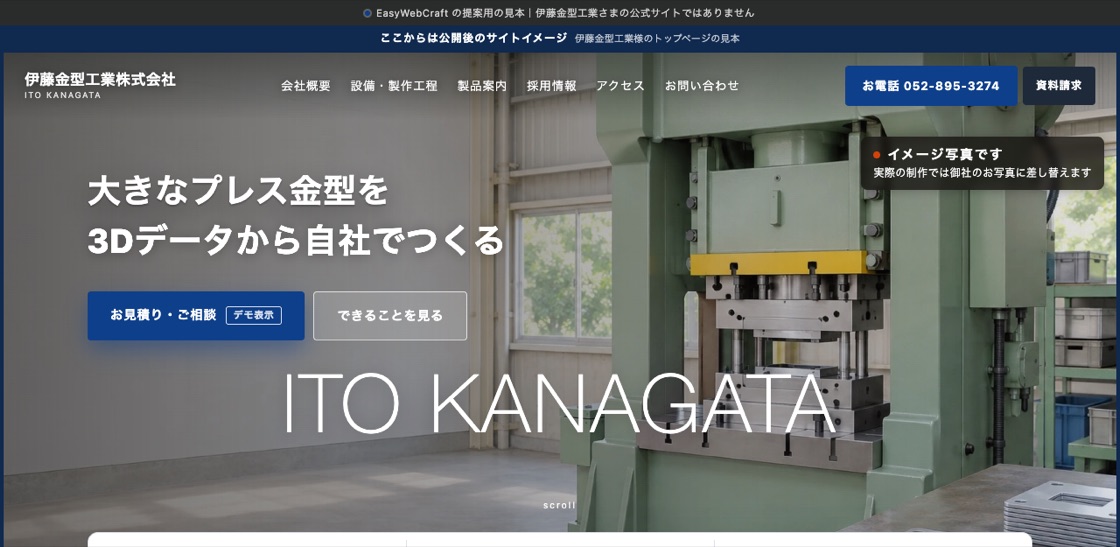 EasyWebCraft の提案用の見本｜伊藤金型工業さまの公式サイトではありません
ここからは公開後のサイトイメージ 伊藤金型工業様のトップページの見本
伊藤金型工業株式会社
ITO KANAGATA
会社概要 設備・製作工程 製品案内 採用情報 アクセス お問い合わせ
お電話 052-895-3274
資料請求
イメージ写真です
実際の制作では御社のお写真に差し替えます
大きなプレス金型を
3Dデータから自社でつくる
お見積り・ご相談 デモ表示
できることを見る
ITO KANAGATA
scroll